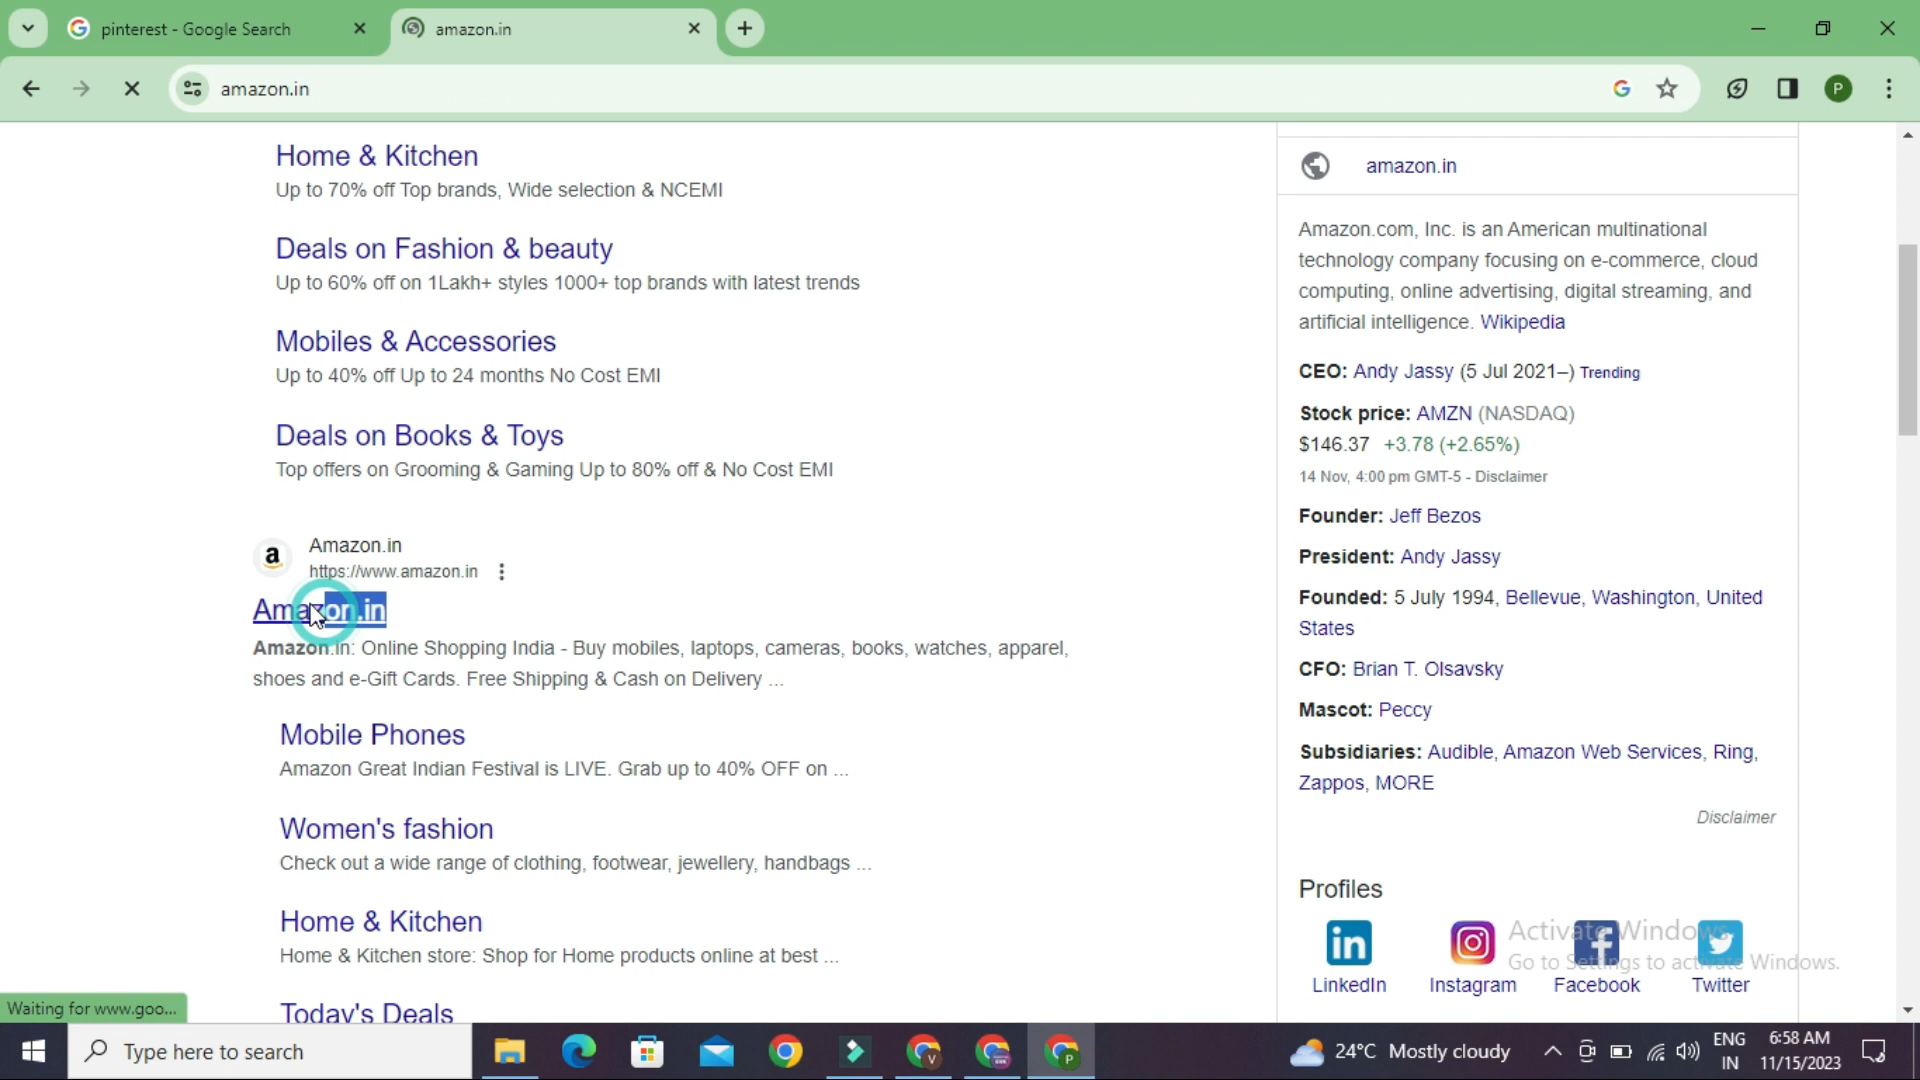 pinterest - Google Search
amazon.in
amazon.in
Home & Kitchen
Up to 70% off Top brands, Wide selection & NCEMI
Deals on Fashion & beauty
Up to 60% off on 1Lakh+ styles 1000+ top brands with latest trends
Mobiles & Accessories
Up to 40% off Up to 24 months No Cost EMI
Deals on Books & Toys
Top offers on Grooming & Gaming Up to 80% off & No Cost EMI
a
Amazon.in
https://www.amazon.in
Amazon.in
Amazon.in: Online Shopping India - Buy mobiles, laptops, cameras, books, watches, apparel,
shoes and e-Gift Cards. Free Shipping & Cash on Delivery ...
Mobile Phones
Amazon Great Indian Festival is LIVE. Grab up to 40% OFF on ...
Women's fashion
Check out a wide range of clothing, footwear, jewellery, handbags ...
Home & Kitchen
Home & Kitchen store: Shop for Home products online at best ...
Today's Deals
amazon.in
Amazon.com, Inc. is an American multinational
technology company focusing on e-commerce, cloud
computing, online advertising, digital streaming, and
artificial intelligence. Wikipedia
CEO: Andy Jassy (5 Jul 2021–) Trending
Stock price: AMZN (NASDAQ)
$146.37 +3.78 (+2.65%)
14 Nov, 4:00 pm GMT-5 - Disclaimer
Founder: Jeff Bezos
President: Andy Jassy
Founded: 5 July 1994, Bellevue, Washington, United
States
CFO: Brian T. Olsavsky
Mascot: Peccy
Subsidiaries: Audible, Amazon Web Services, Ring,
Zappos, MORE
Disclaimer
Profiles
LinkedIn Instagram Facebook Twitter
Activate Windows
Go to Settings to activate Windows.
Waiting for www.goo...
Type here to search
24°C Mostly cloudy
ENG
IN
6:58 AM
11/15/2023